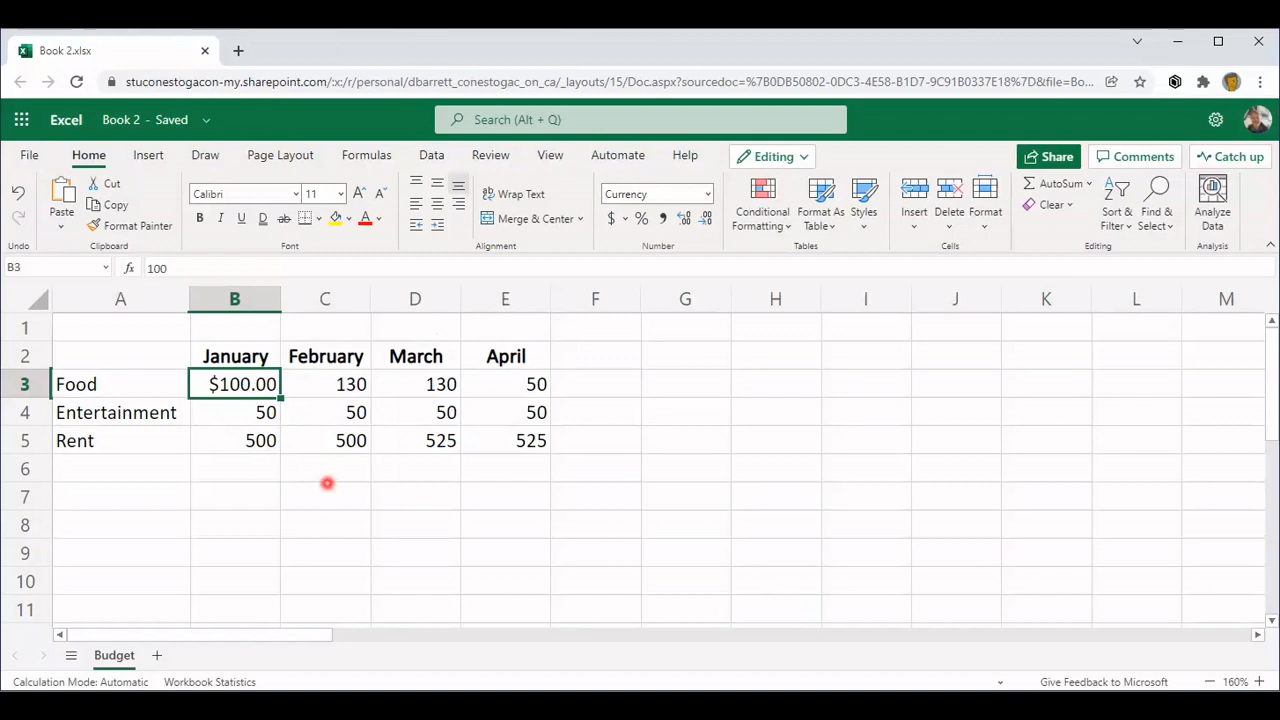 Book 2.xlsx
stuconestogacon-my.sharepoint.com/:x:/r/personal/dbarrett_conestogac_on_ca/_layouts/15/Doc.aspx?sourcedoc=%7B0DB50802-0DC3-4E58-B1D7-9C91B0337E18%7D&file=Bo...
Excel Book 2 - Saved Search (Alt + Q)
File Home Insert Draw Page Layout Formulas Data Review View Automate Help Editing Share Comments Catch up
Undo
Paste Cut Copy Format Painter
Clipboard
Calibri 11
B I U D ab A
Font
Wrap Text
Merge & Center
Alignment
Currency
$ % 9 .00 .00
Number
Conditional Formatting Format As Table Styles
Tables
Insert Delete Format
Cells
AutoSum Clear Sort & Filter Find & Select
Editing
Analyze Data
Analysis
B3 fx 100
A B C D E F G H I J K L M
1
2 January February March April
3 Food $100.00 130 130 50
4 Entertainment 50 50 50 50
5 Rent 500 500 525 525
6
7
8
9
10
11
Budget
Calculation Mode: Automatic Workbook Statistics Give Feedback to Microsoft 160%